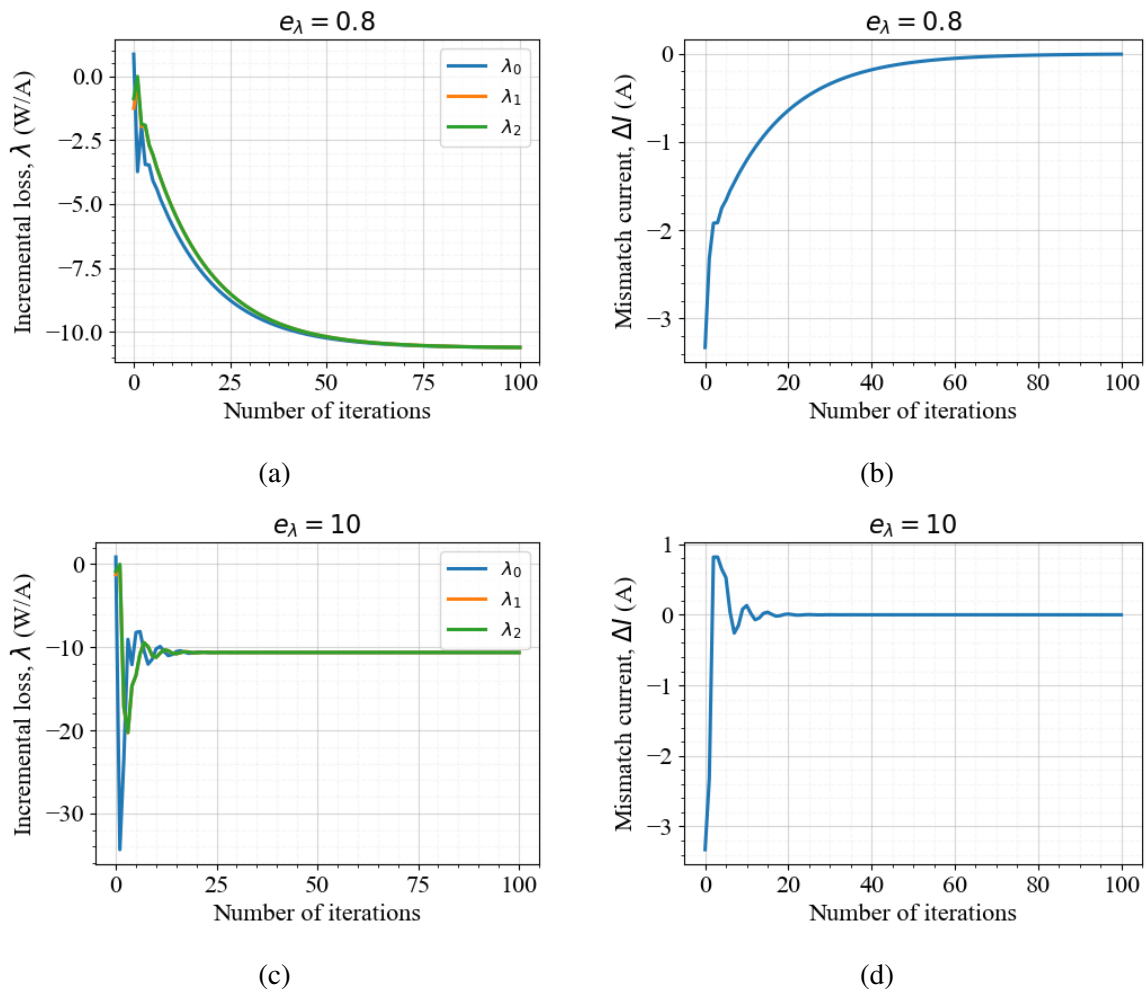 e_λ = 0.8
Incremental loss, λ (W/A)
0.0
−2.5
−5.0
−7.5
−10.0
λ₀
λ₁
λ₂
0 25 50 75 100
Number of iterations
(a)
e_λ = 0.8
Mismatch current, ΔI (A)
0
−1
−2
−3
0 20 40 60 80 100
Number of iterations
(b)
e_λ = 10
Incremental loss, λ (W/A)
0
−10
−20
−30
λ₀
λ₁
λ₂
0 25 50 75 100
Number of iterations
(c)
e_λ = 10
Mismatch current, ΔI (A)
1
0
−1
−2
−3
0 20 40 60 80 100
Number of iterations
(d)